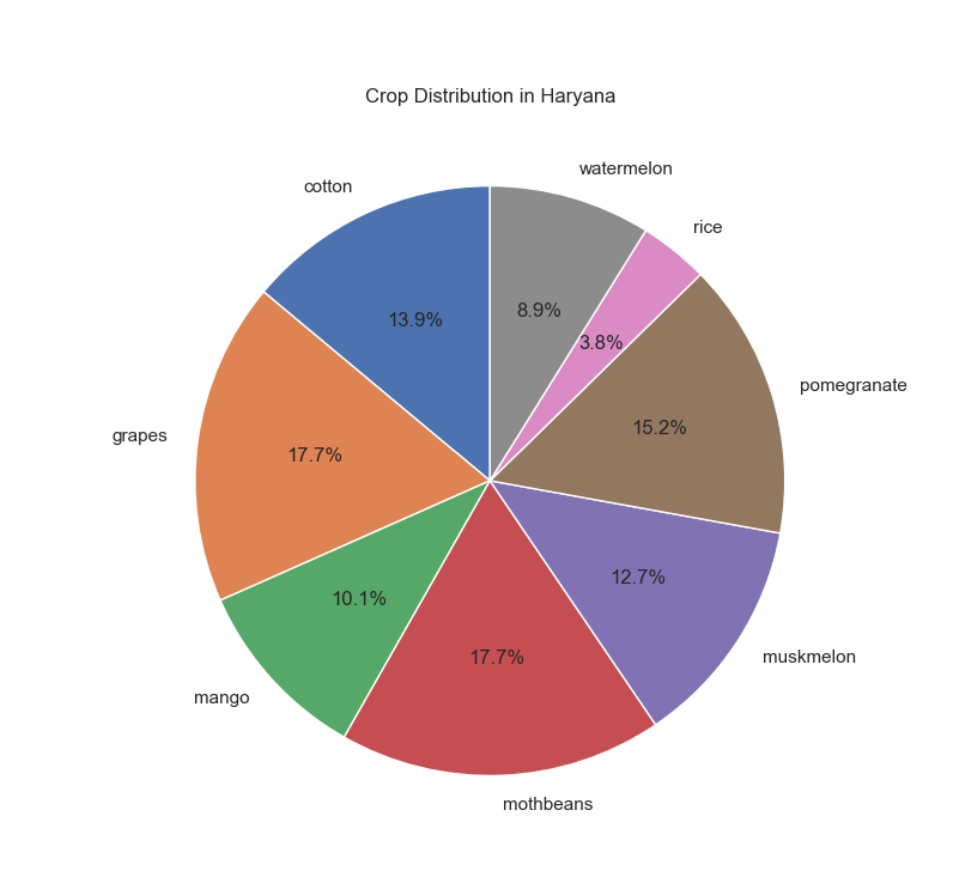 Crop Distribution in Haryana
watermelon
cotton
rice
8.9%
13.9%
3.8%
pomegranate
15.2%
grapes
17.7%
12.7%
10.1%
17.7%
muskmelon
mango
mothbeans